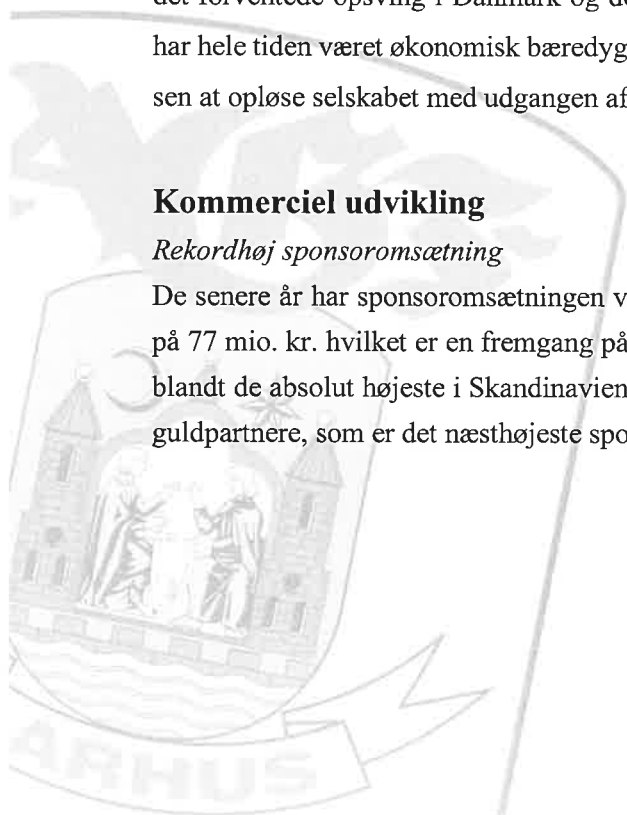 det forventede opsving i Danmark og de
har hele tiden været økonomisk bæredyg
sen at opløse selskabet med udgangen af
Kommerciel udvikling
Rekordhøj sponsoromsætning
De senere år har sponsoromsætningen v
på 77 mio. kr. hvilket er en fremgang på
blandt de absolut højeste i Skandinavien
guldpartnere, som er det næsthøjeste spo
ARHUS